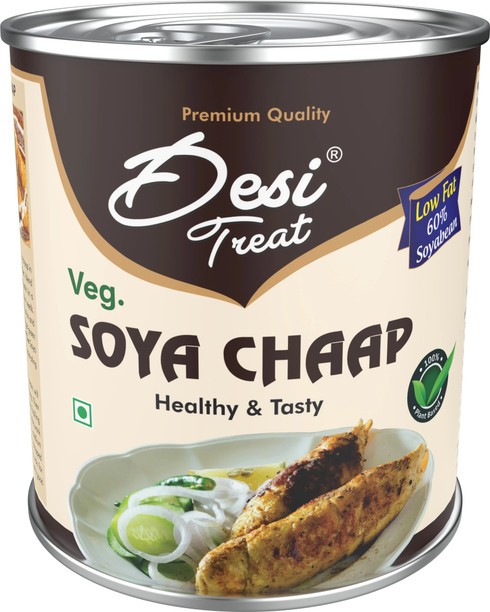 Premium Quality
Desi®
Treat
Low Fat
60%
Soyabean
Veg.
SOYA CHAAP
Healthy & Tasty
100%
Plant Based